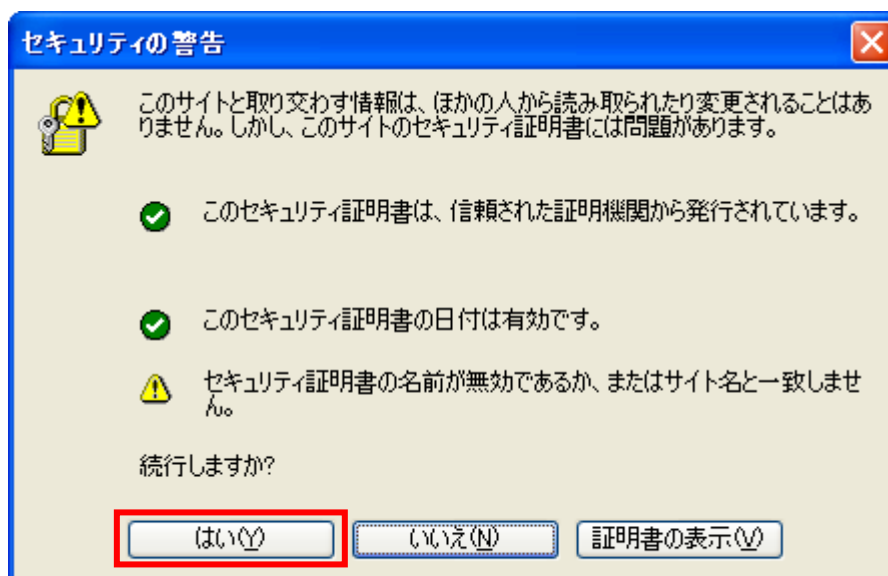 セキュリティの警告
このサイトと取り交わす情報は、ほかの人から読み取られたり変更されることはあ
りません。しかし、このサイトのセキュリティ証明書には問題があります。
このセキュリティ証明書は、信頼された証明機関から発行されています。
このセキュリティ証明書の日付は有効です。
セキュリティ証明書の名前が無効であるか、またはサイト名と一致しませ
ん。
続行しますか?
はい(Y) いいえ(N) 証明書の表示(V)